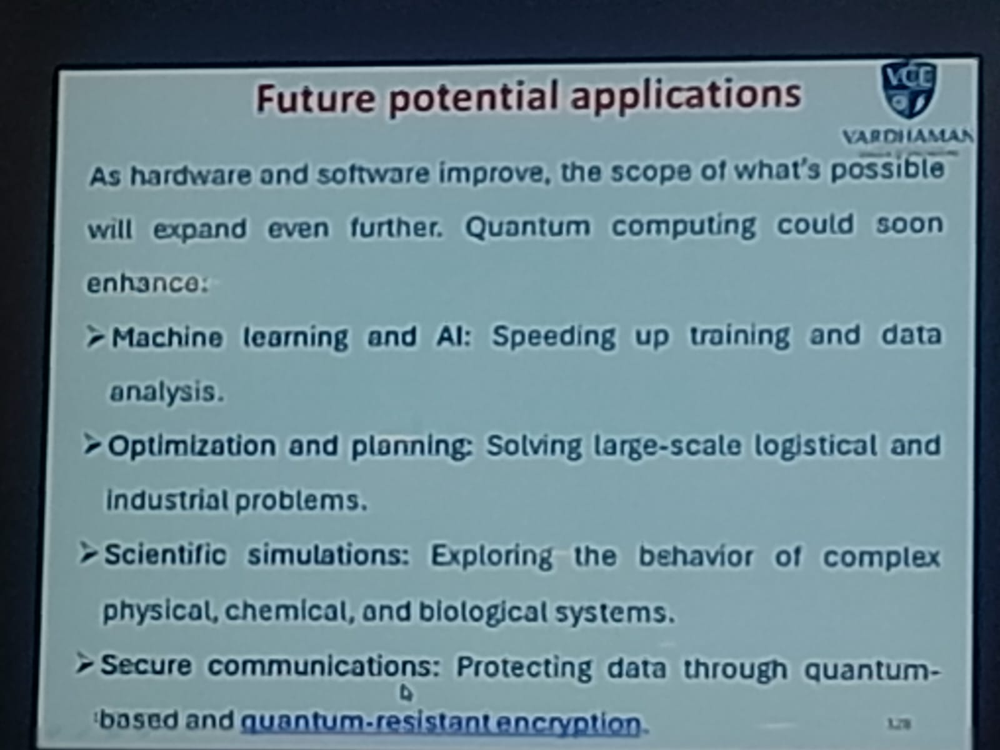 Future potential applications
VCE
VARDHAMAN
As hardware and software improve, the scope of what's possible
will expand even further. Quantum computing could soon
enhance:
➢Machine learning and AI: Speeding up training and data
analysis.
➢Optimization and planning: Solving large-scale logistical and
industrial problems.
➢Scientific simulations: Exploring the behavior of complex
physical, chemical, and biological systems.
➢Secure communications: Protecting data through quantum-
based and quantum-resistant encryption.